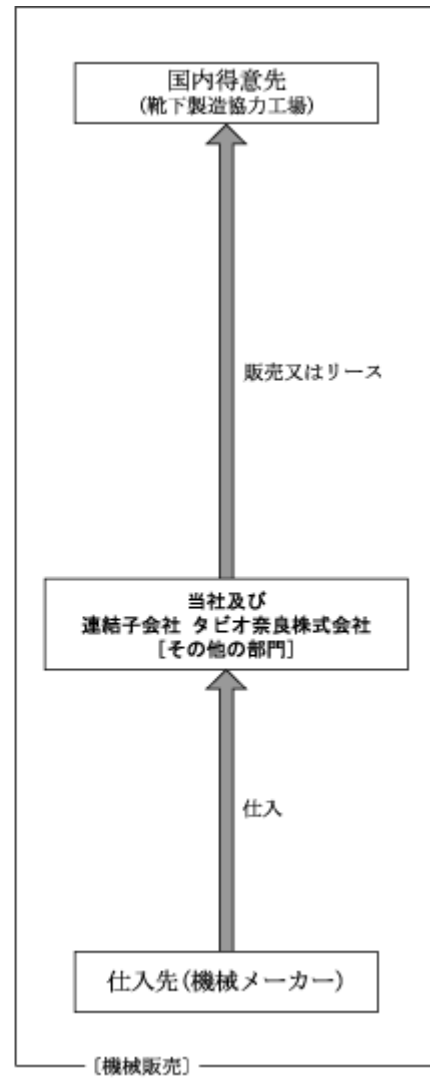 国内得意先
(靴下製造協力工場)
販売又はリース
当社及び
連結子会社 タビオ奈良株式会社
[その他の部門]
仕入
仕入先(機械メーカー)
〔機械販売〕